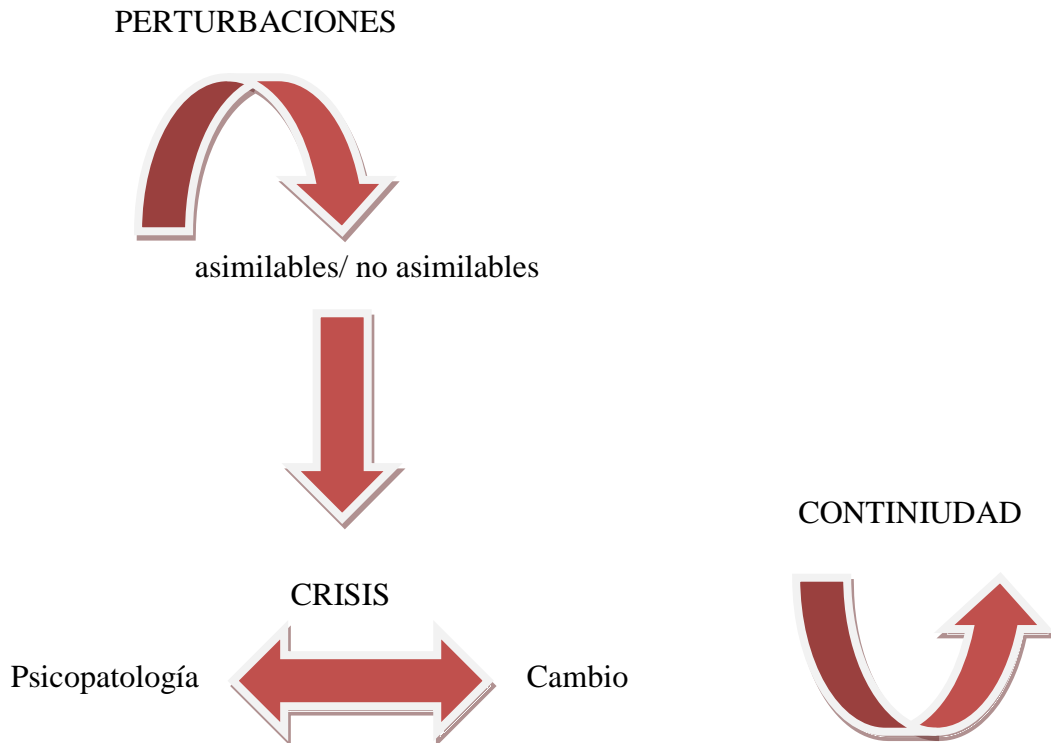 PERTURBACIONES
asimilables/ no asimilables
CONTINIUDAD
CRISIS
Psicopatología
Cambio